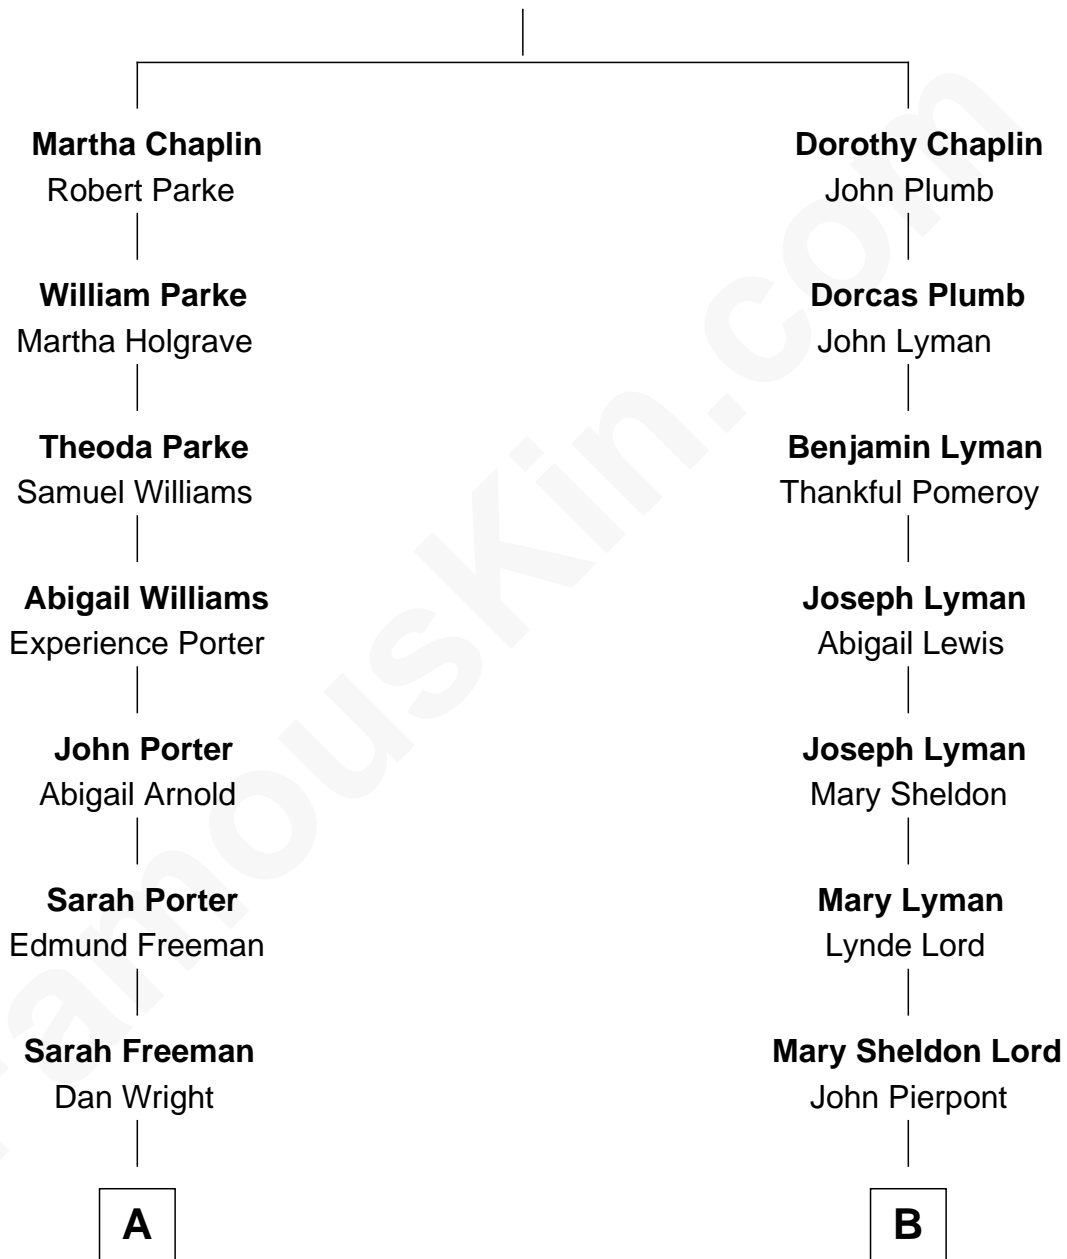 Martha Chaplin
Robert Parke
William Parke
Martha Holgrave
Theoda Parke
Samuel Williams
Abigail Williams
Experience Porter
John Porter
Abigail Arnold
Sarah Porter
Edmund Freeman
Sarah Freeman
Dan Wright
A
Dorothy Chaplin
John Plumb
Dorcas Plumb
John Lyman
Benjamin Lyman
Thankful Pomeroy
Joseph Lyman
Abigail Lewis
Joseph Lyman
Mary Sheldon
Mary Lyman
Lynde Lord
Mary Sheldon Lord
John Pierpont
B
FamousKin.com